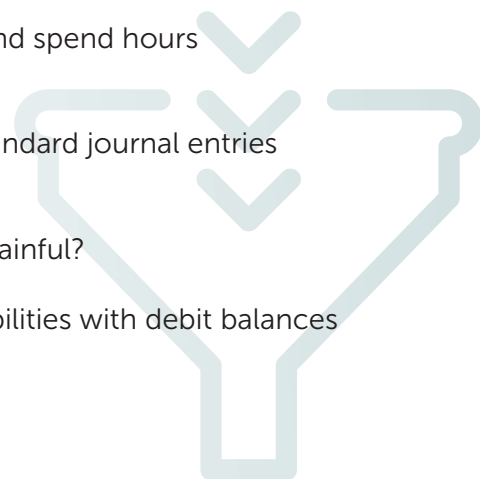 nd spend hours
ndard journal entries
ainful?
bilities with debit balances